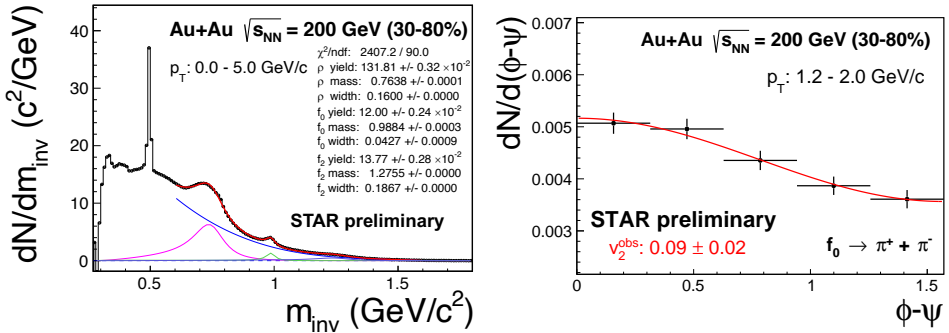 Au+Au √s_NN = 200 GeV (30-80%)
p_T: 0.0 - 5.0 GeV/c
χ²/ndf: 2407.2 / 90.0
ρ yield: 131.81 +/- 0.32 ×10⁻²
ρ mass: 0.7638 +/- 0.0001
ρ width: 0.1600 +/- 0.0000
f₀ yield: 12.00 +/- 0.24 ×10⁻²
f₀ mass: 0.9884 +/- 0.0003
f₀ width: 0.0427 +/- 0.0009
f₂ yield: 13.77 +/- 0.28 ×10⁻²
f₂ mass: 1.2755 +/- 0.0000
f₂ width: 0.1867 +/- 0.0000
STAR preliminary
dN/dm_inv (c²/GeV)
40
30
20
10
0
0.5
1
1.5
m_inv (GeV/c²)
Au+Au √s_NN = 200 GeV (30-80%)
p_T: 1.2 - 2.0 GeV/c
dN/d(ϕ-ψ)
0.007
0.006
0.005
0.004
0.003
STAR preliminary
v₂^obs: 0.09 ± 0.02
f₀ → π⁺ + π⁻
0
0.5
1
1.5
ϕ-ψ